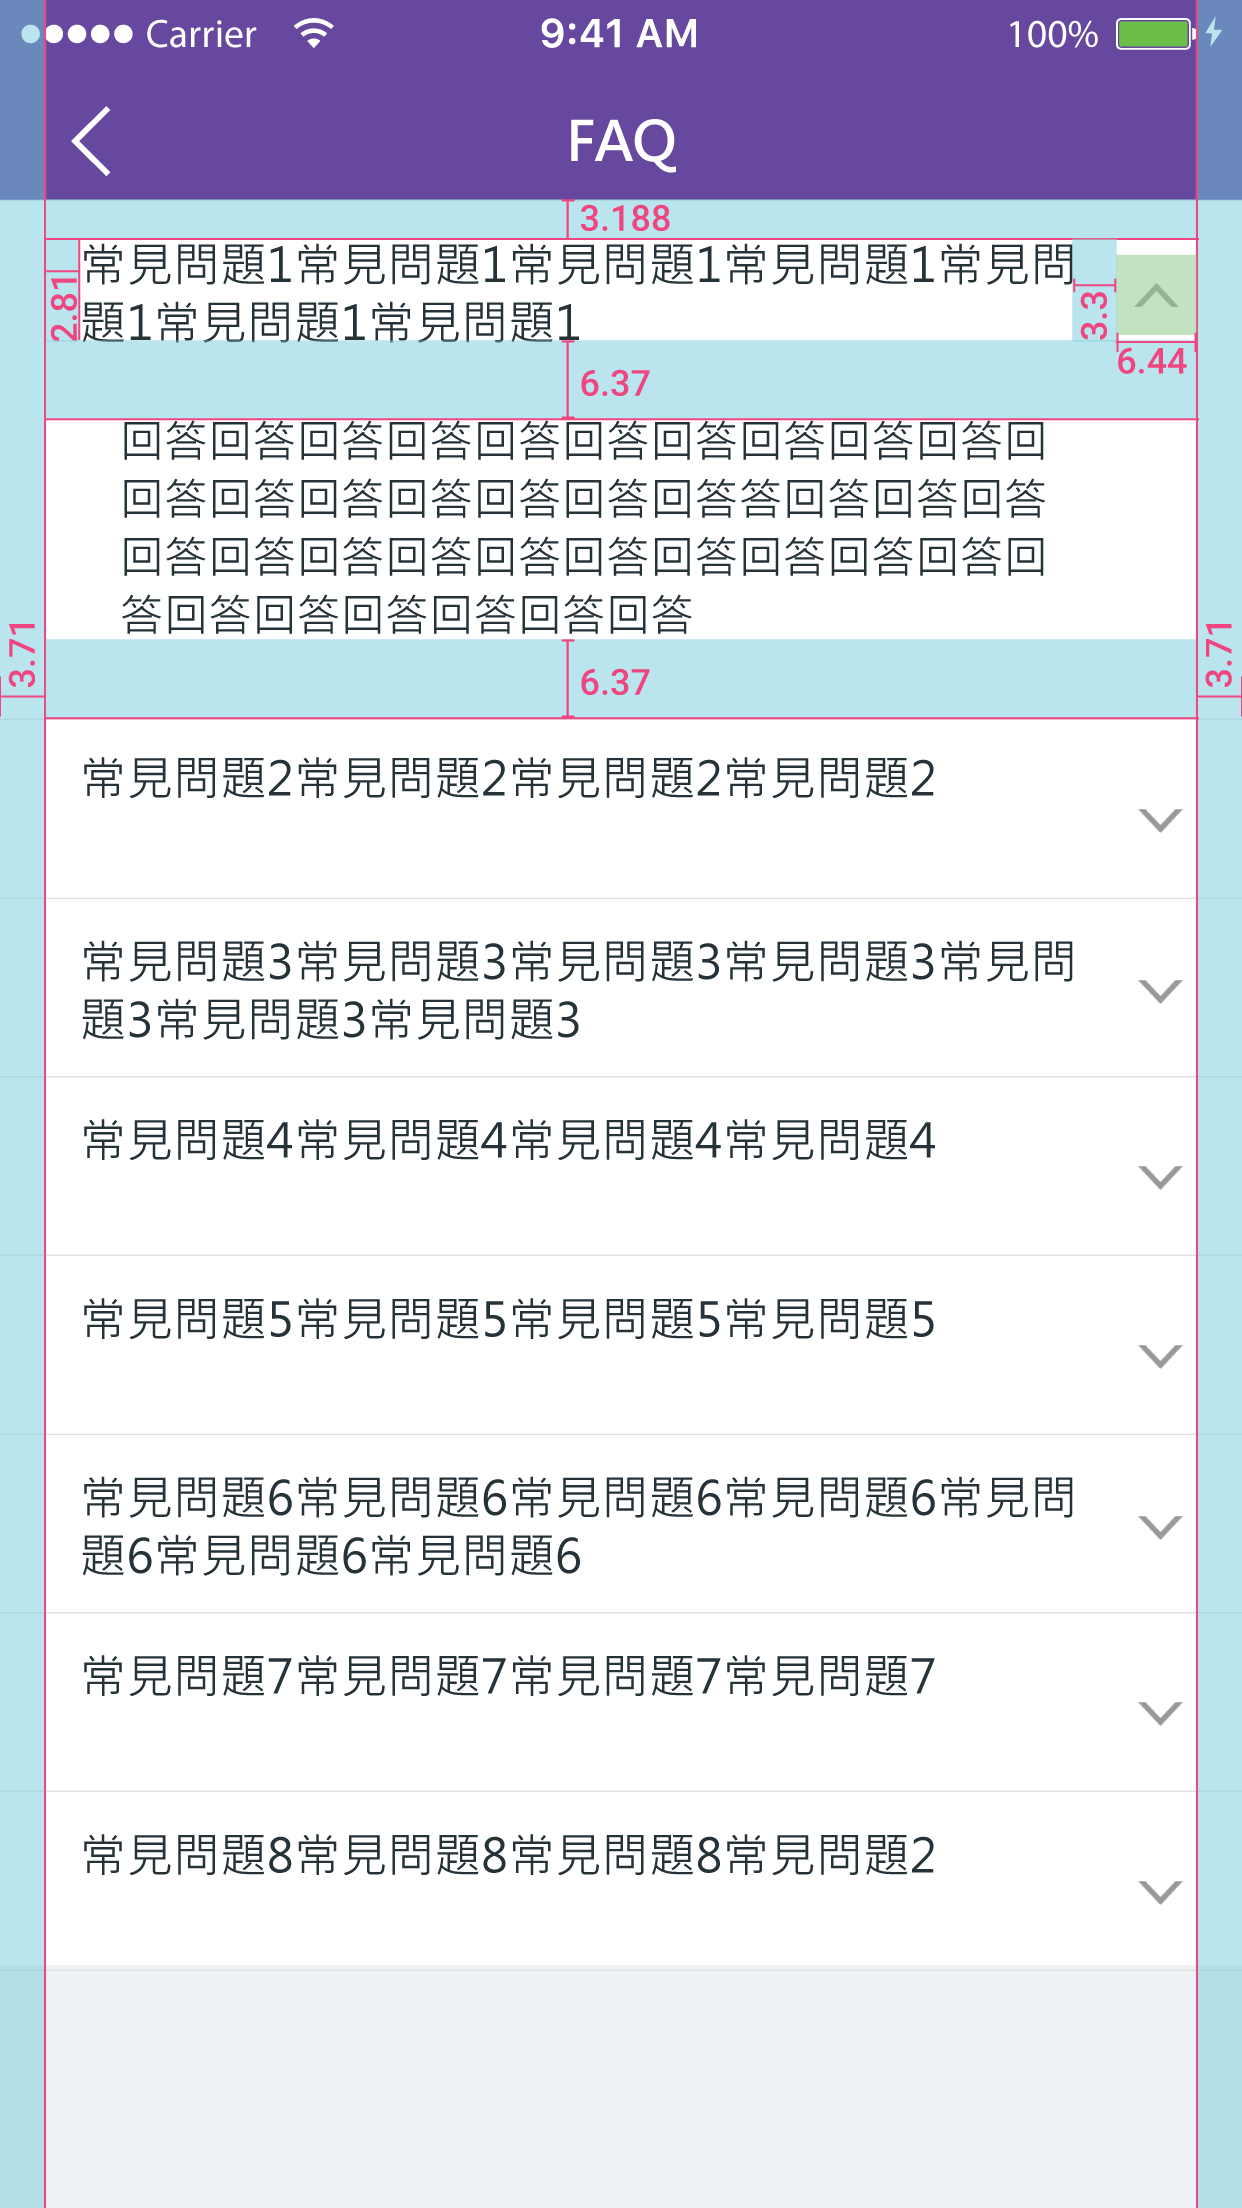 Carrier 9:41 AM 100%
FAQ
3.188
常見問題1常見問題1常見問題1常見問題1常見問
題1常見問題1常見問題1
2.81
3.3
6.44
6.37
回答回答回答回答回答回答回答回答回答回答回
回答回答回答回答回答回答回答答回答回答回答
回答回答回答回答回答回答回答回答回答回答回
答回答回答回答回答回答回答
3.71
3.71
6.37
常見問題2常見問題2常見問題2常見問題2
常見問題3常見問題3常見問題3常見問題3常見問
題3常見問題3常見問題3
常見問題4常見問題4常見問題4常見問題4
常見問題5常見問題5常見問題5常見問題5
常見問題6常見問題6常見問題6常見問題6常見問
題6常見問題6常見問題6
常見問題7常見問題7常見問題7常見問題7
常見問題8常見問題8常見問題8常見問題2